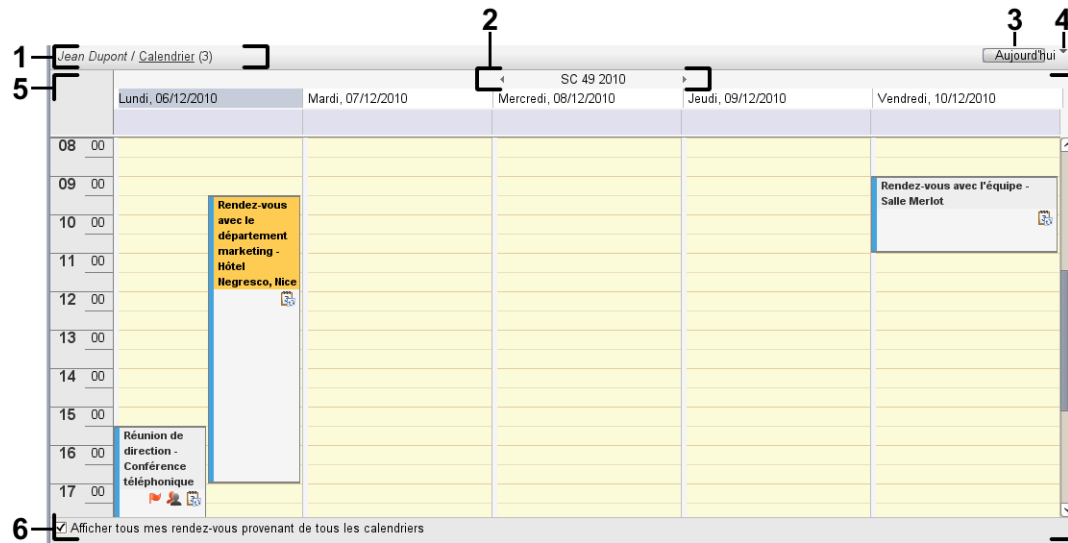 2
3
4
1
Jean Dupont / Calendrier (3)
Aujourd'hui
5
SC 49 2010
Lundi, 06/12/2010
Mardi, 07/12/2010
Mercredi, 08/12/2010
Jeudi, 09/12/2010
Vendredi, 10/12/2010
08 00
09 00
Rendez-vous avec l'équipe -
Salle Merlot
Rendez-vous
avec le
département
marketing -
Hôtel
Negresco, Nice
10 00
11 00
12 00
13 00
14 00
15 00
Réunion de
direction -
Conférence
téléphonique
16 00
17 00
6
Afficher tous mes rendez-vous provenant de tous les calendriers